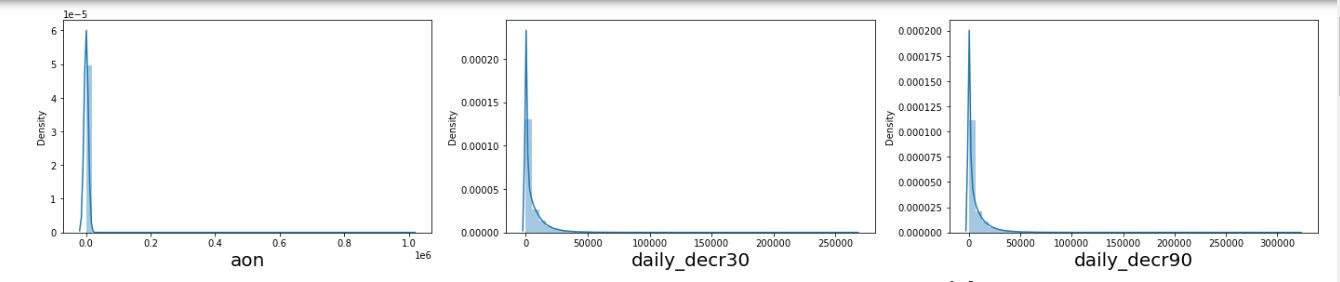 1e−5
6
5
4
3
2
1
0
Density
0.0 0.2 0.4 0.6 0.8 1.0
1e6
aon
0.00020
0.00015
0.00010
0.00005
0.00000
Density
0 50000 100000 150000 200000 250000
daily_decr30
0.000200
0.000175
0.000150
0.000125
0.000100
0.000075
0.000050
0.000025
0.000000
Density
0 50000 100000 150000 200000 250000 300000
daily_decr90